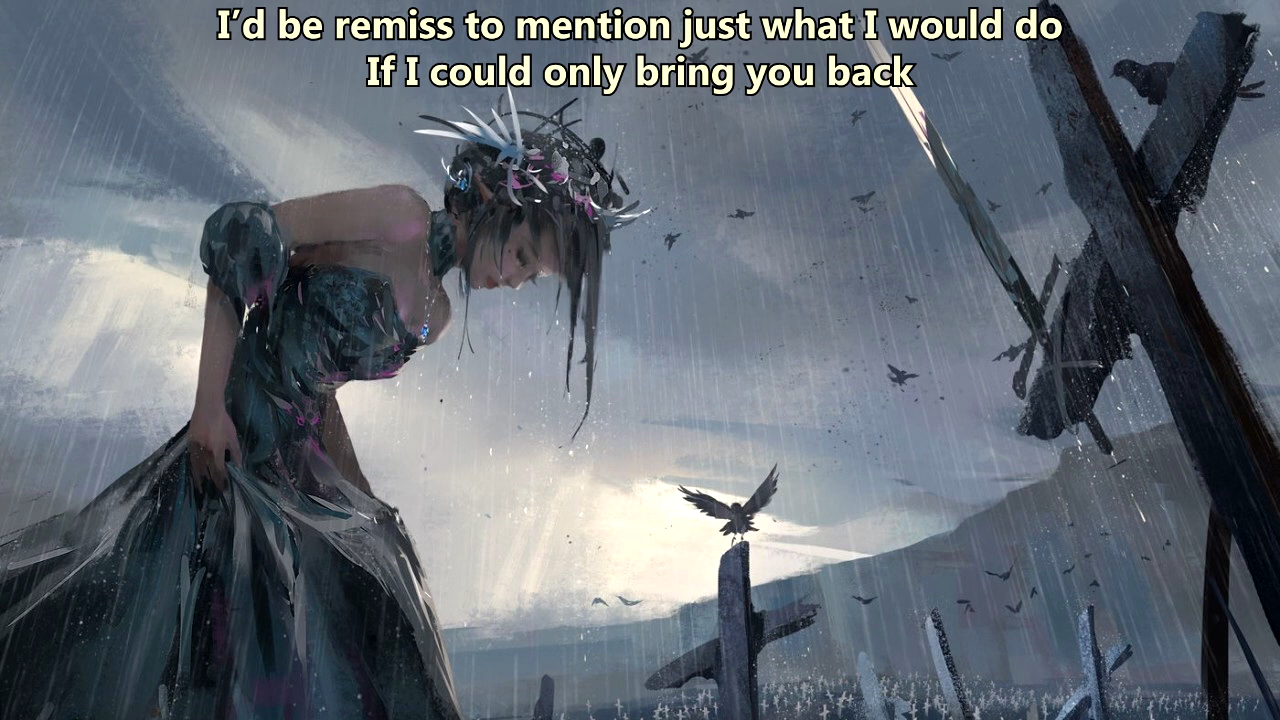 I’d be remiss to mention just what I would do
If I could only bring you back